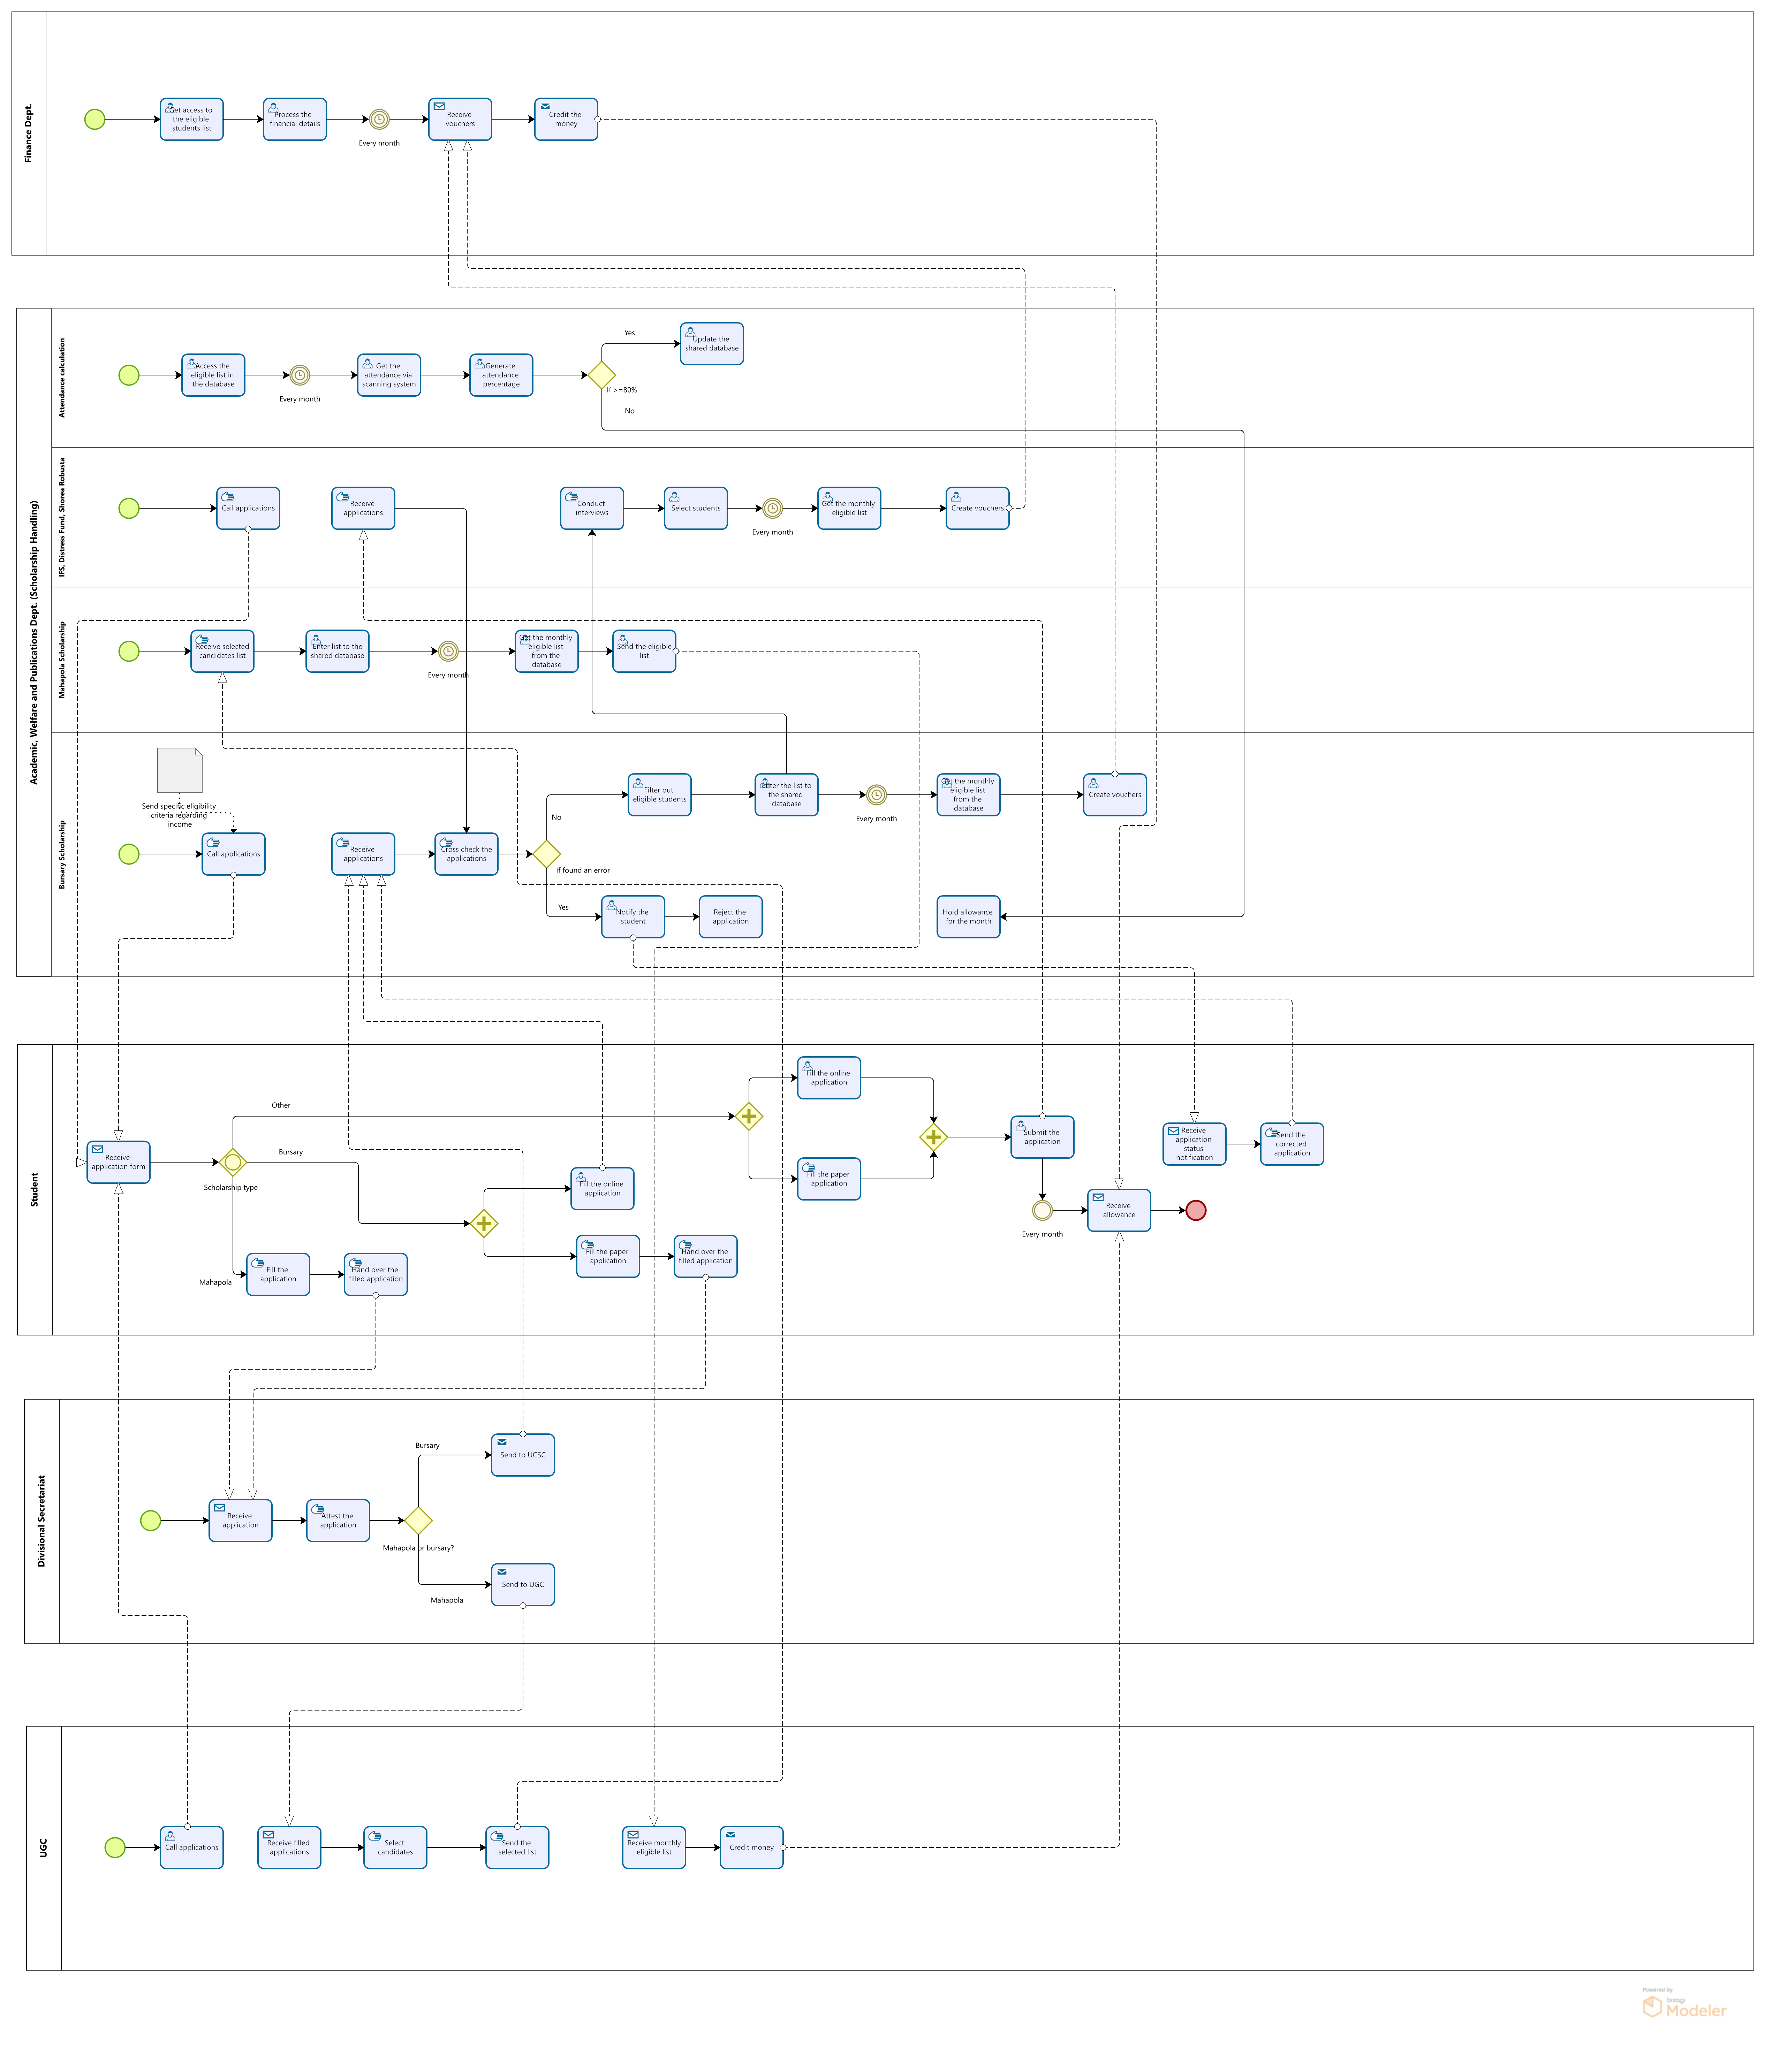 Finance Dept.
Get access to
the eligible
students list
Process the
financial details
Every month
Receive
vouchers
Credit the
money
Academic, Welfare and Publications Dept. (Scholarship Handling)
Attendance calculation
Access the
eligible list in
the database
Every month
Get the
attendance via
scanning system
Generate
attendance
percentage
If >=80%
Yes
No
Update the
shared database
IFS, Distress Fund, Shorea Robusta
Call applications
Receive
applications
Conduct
interviews
Select students
Every month
Get the monthly
eligible list
Create vouchers
Mahapola Scholarship
Receive selected
candidates list
Enter list to the
shared database
Every month
Get the monthly
eligible list
from the
database
Send the eligible
list
Bursary Scholarship
Send specific eligibility
criteria regarding
income
Call applications
Receive
applications
Cross check the
applications
If found an error
No
Yes
Filter out
eligible students
Enter the list to
the shared
database
Every month
Get the monthly
eligible list
from the
database
Create vouchers
Notify the
student
Reject the
application
Hold allowance
for the month
Student
Receive
application form
Scholarship type
Other
Bursary
Mahapola
Fill the
application
Hand over the
filled application
Fill the online
application
Fill the paper
application
Hand over the
filled application
Fill the online
application
Fill the paper
application
Submit the
application
Every month
Receive
allowance
Receive
application
status
notification
Send the
corrected
application
Divisional Secretariat
Receive
application
Attest the
application
Mahapola or bursary?
Bursary
Mahapola
Send to UCSC
Send to UGC
UGC
Call applications
Receive filled
applications
Select
candidates
Send the
selected list
Receive monthly
eligible list
Credit money
Powered by
bizagi
Modeler